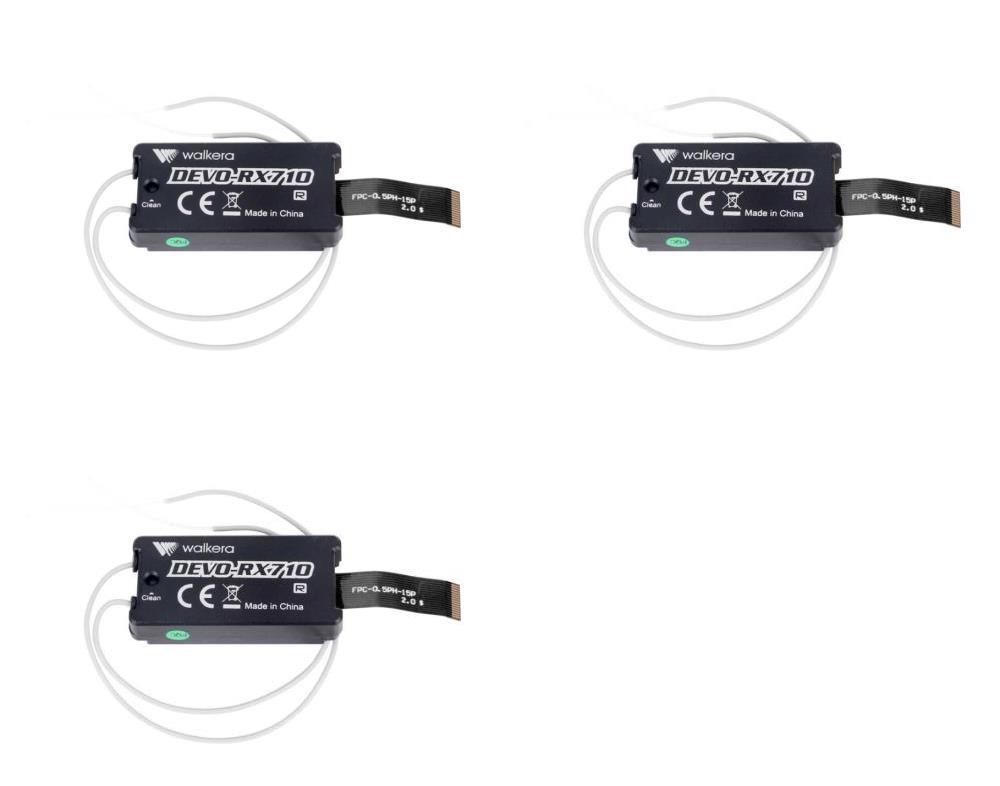 walkera
DEVO-RX710
Clean
CE
R
Made in China
FPC-0.5PH-15P
2.0 $
walkera
DEVO-RX710
Clean
CE
R
Made in China
FPC-0.5PH-15P
2.0 $
walkera
DEVO-RX710
Clean
CE
R
Made in China
FPC-0.5PH-15P
2.0 $